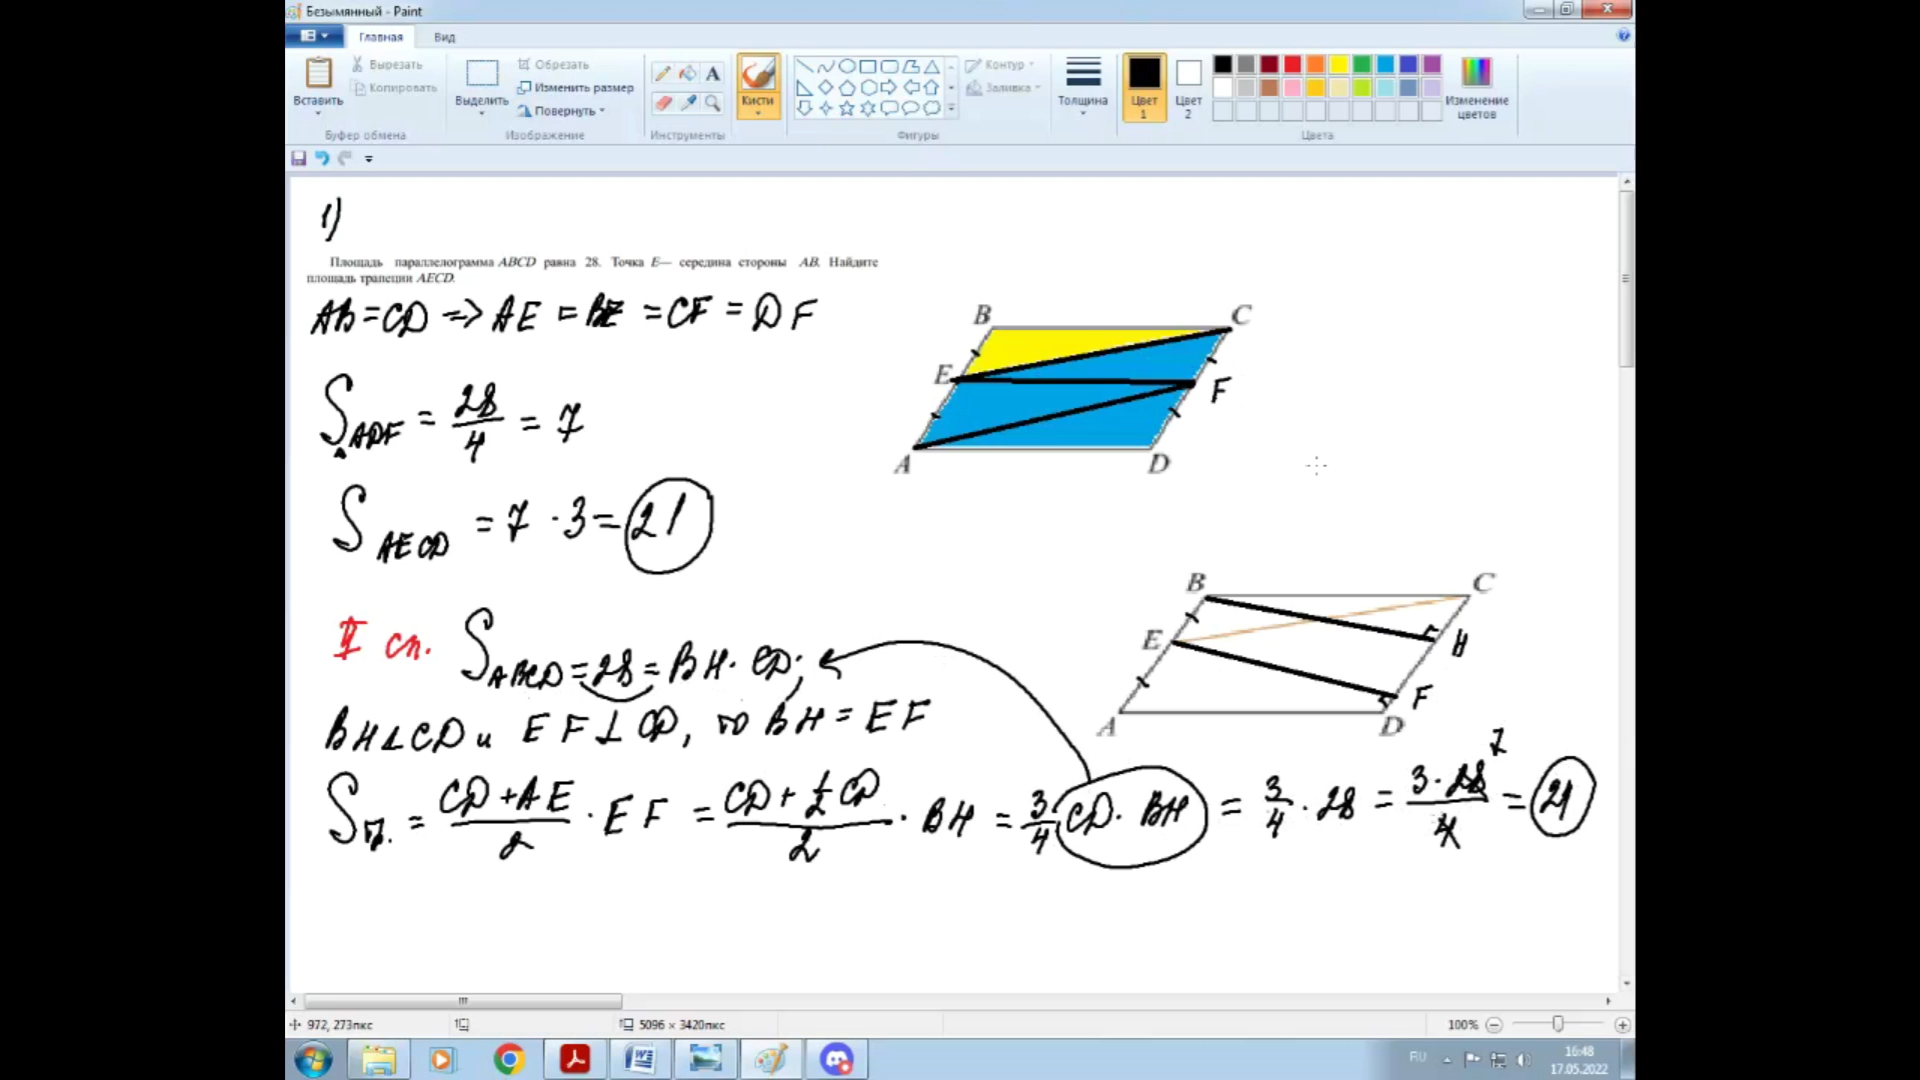 Безымянный - Paint
Главная Вид
Вставить
Вырезать
Копировать
Буфер обмена
Выделить
Обрезать
Изменить размер
Повернуть
Изображение
A
Инструменты
Кисти
Фигуры
Контур
Заливка
Толщина
Цвет 1
Цвет 2
Изменение цветов
Цвета
1)
Площадь параллелограмма ABCD равна 28. Точка E— середина стороны AB. Найдите
площадь трапеции AECD.
AB = CD => AE = BE = CF = DF
S ADF = 28/4 = 7
S AECD = 7 · 3 = 21
B C
E F
A D
II сп. S ABCD = 28 = BH · CD;
BH ⊥ CD и EF ⊥ CD, то BH = EF
B C
E H
F
A D
Sтр. = (CD + AE)/2 · EF = (CD + 1/2 CD)/2 · BH = 3/4 CD · BH = 3/4 · 28 = 3 · 28/4 = 21
7
972, 273пкс
5096 × 3420пкс
100%
RU
16:48
17.05.2022